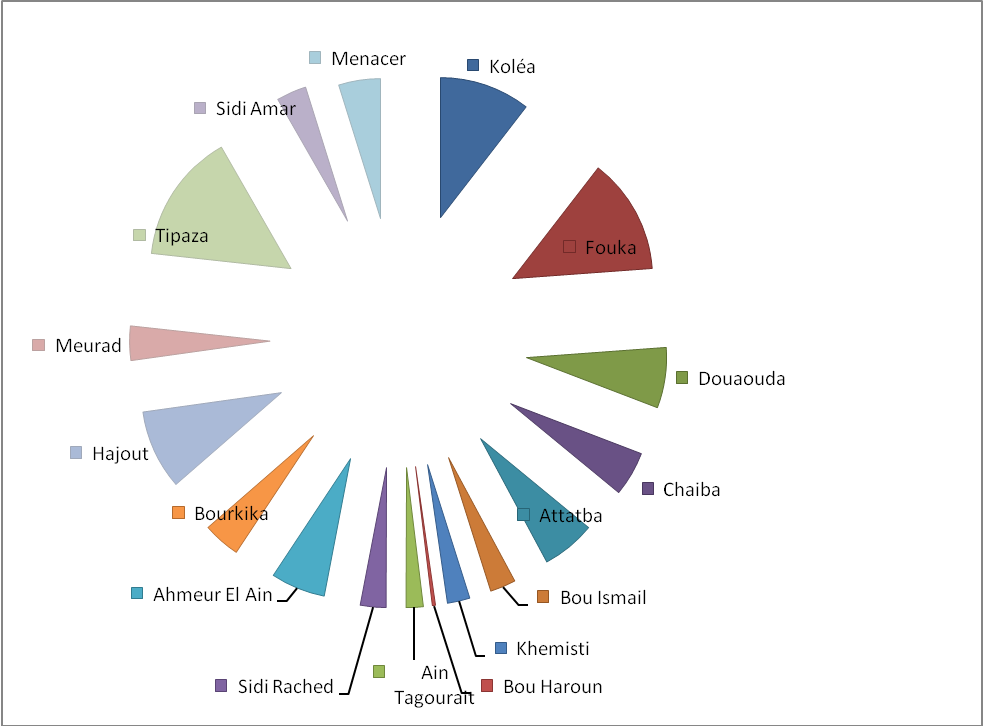 Menacer
Koléa
Sidi Amar
Tipaza
Fouka
Meurad
Douaouda
Hajout
Chaiba
Bourkika
Attatba
Ahmeur El Ain
Bou Ismail
Khemisti
Ain
Tagourait
Sidi Rached
Bou Haroun